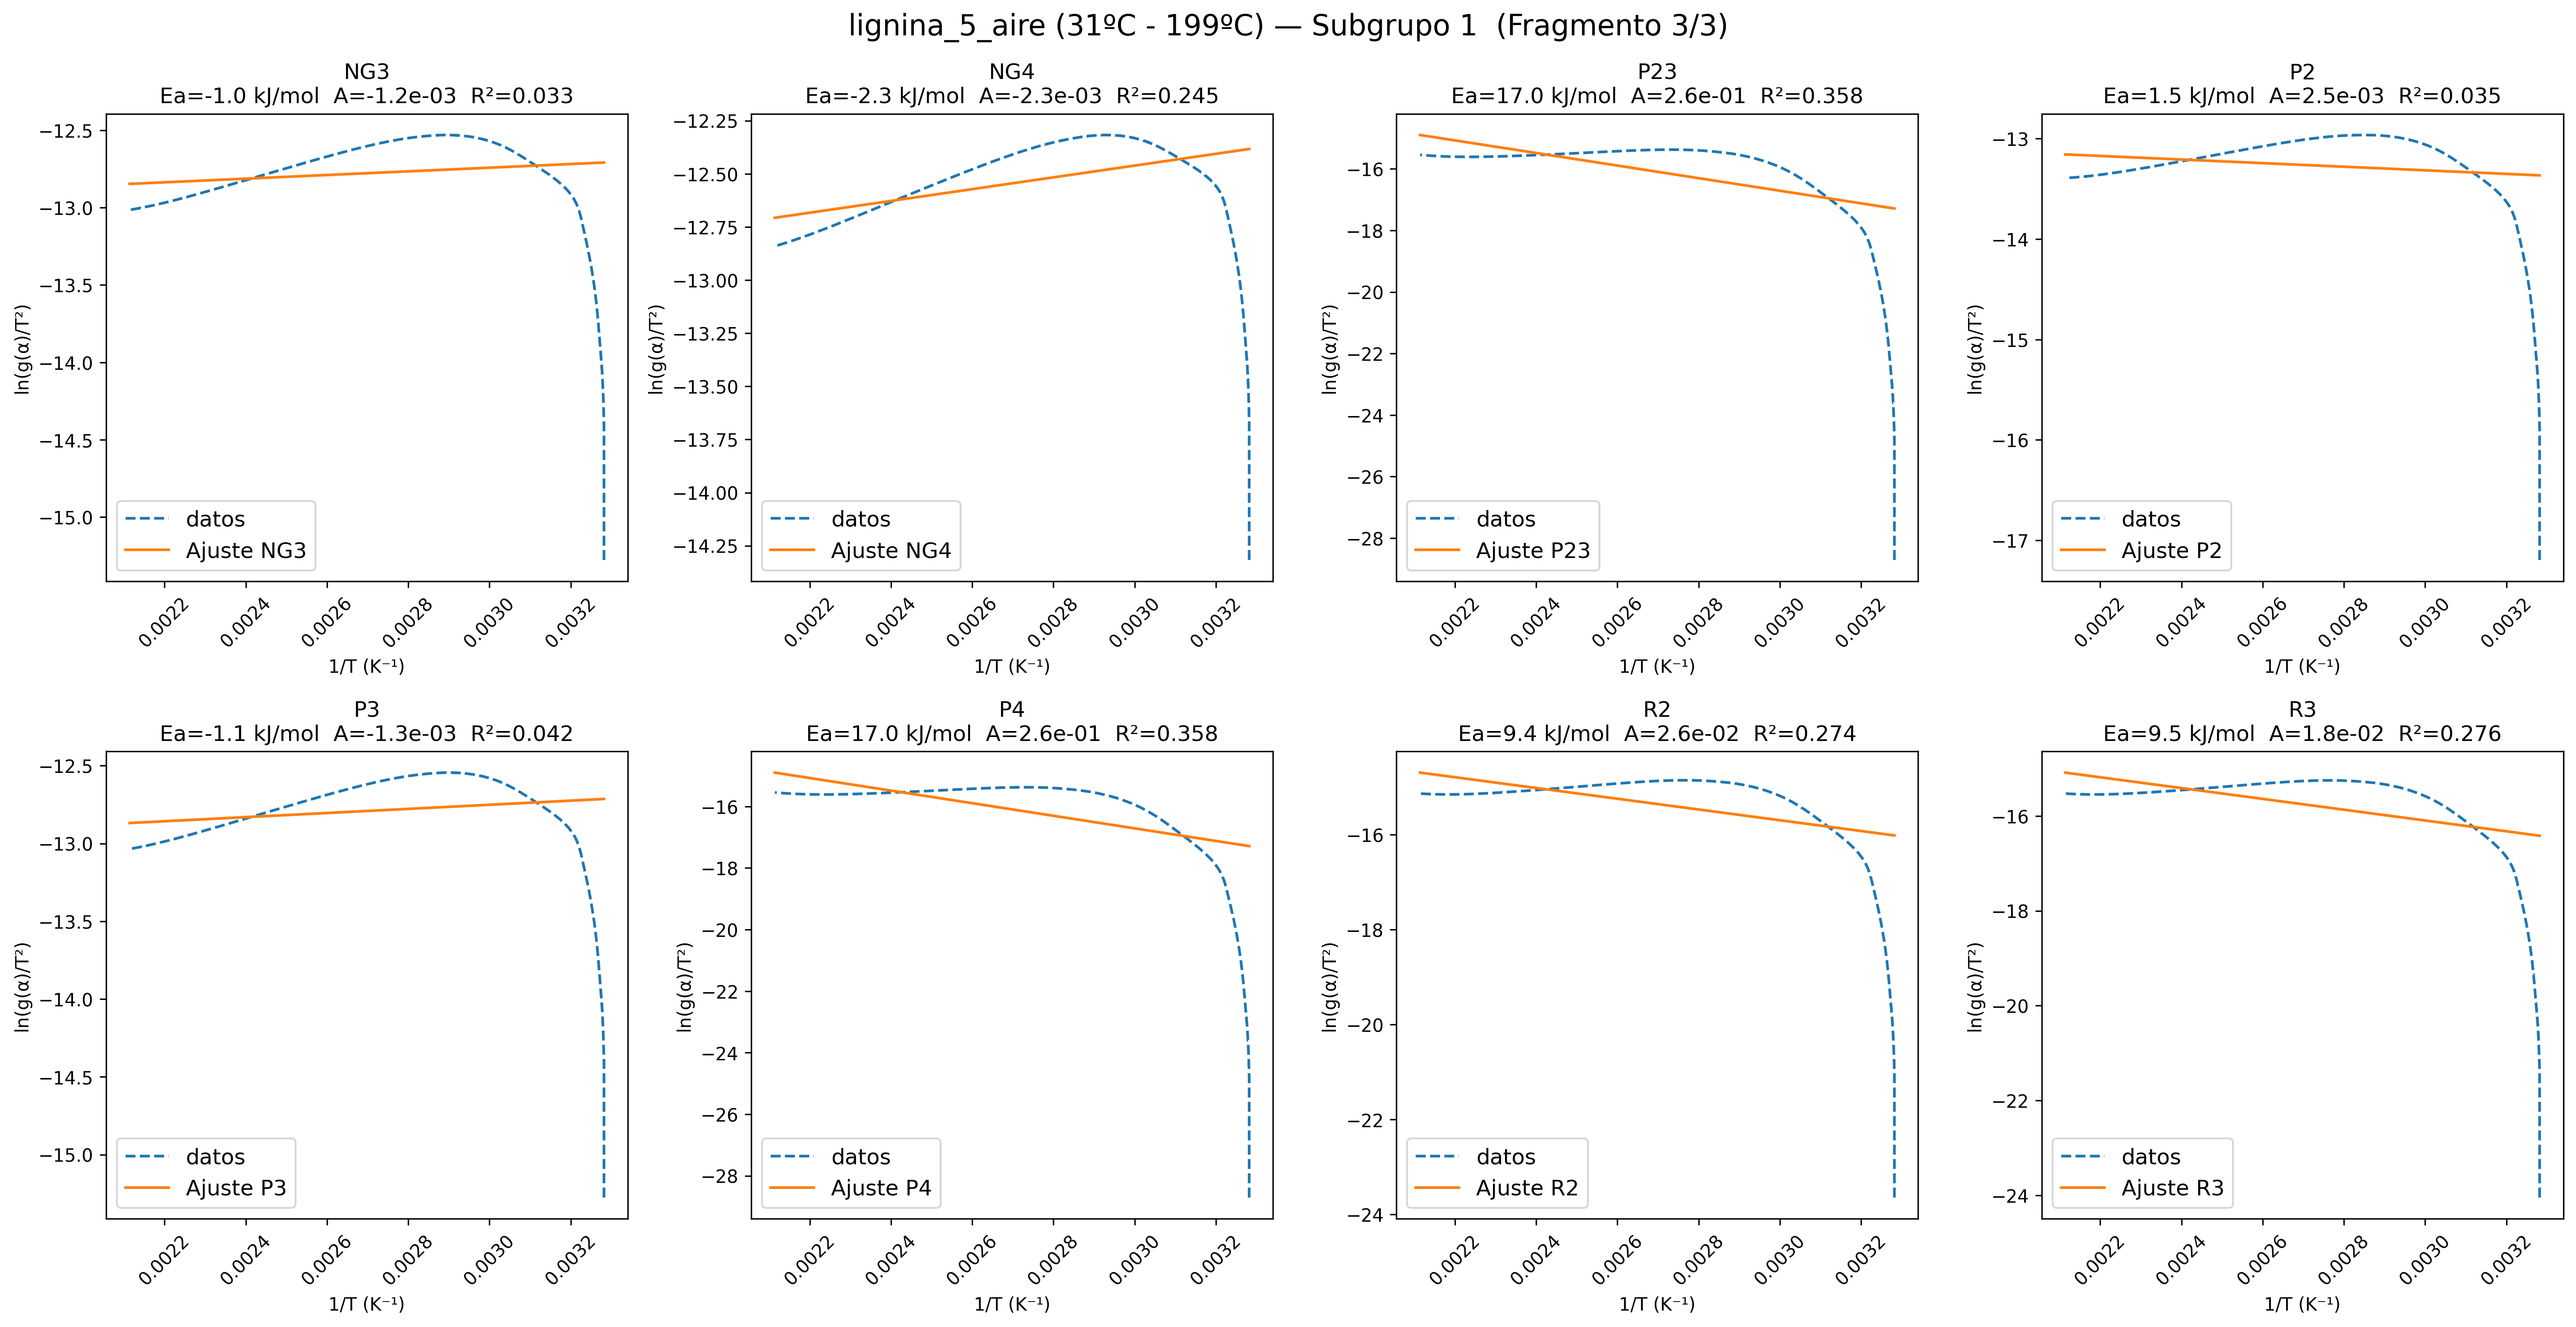 lignina_5_aire (31ºC - 199ºC) — Subgrupo 1  (Fragmento 3/3)
NG3
Ea=-1.0 kJ/mol  A=-1.2e-03  R²=0.033
ln(g(α)/T²)
−12.5
−13.0
−13.5
−14.0
−14.5
−15.0
datos
Ajuste NG3
0.0022
0.0024
0.0026
0.0028
0.0030
0.0032
1/T (K⁻¹)
NG4
Ea=-2.3 kJ/mol  A=-2.3e-03  R²=0.245
ln(g(α)/T²)
−12.25
−12.50
−12.75
−13.00
−13.25
−13.50
−13.75
−14.00
−14.25
datos
Ajuste NG4
0.0022
0.0024
0.0026
0.0028
0.0030
0.0032
1/T (K⁻¹)
P23
Ea=17.0 kJ/mol  A=2.6e-01  R²=0.358
ln(g(α)/T²)
−16
−18
−20
−22
−24
−26
−28
datos
Ajuste P23
0.0022
0.0024
0.0026
0.0028
0.0030
0.0032
1/T (K⁻¹)
P2
Ea=1.5 kJ/mol  A=2.5e-03  R²=0.035
ln(g(α)/T²)
−13
−14
−15
−16
−17
datos
Ajuste P2
0.0022
0.0024
0.0026
0.0028
0.0030
0.0032
1/T (K⁻¹)
P3
Ea=-1.1 kJ/mol  A=-1.3e-03  R²=0.042
ln(g(α)/T²)
−12.5
−13.0
−13.5
−14.0
−14.5
−15.0
datos
Ajuste P3
0.0022
0.0024
0.0026
0.0028
0.0030
0.0032
1/T (K⁻¹)
P4
Ea=17.0 kJ/mol  A=2.6e-01  R²=0.358
ln(g(α)/T²)
−16
−18
−20
−22
−24
−26
−28
datos
Ajuste P4
0.0022
0.0024
0.0026
0.0028
0.0030
0.0032
1/T (K⁻¹)
R2
Ea=9.4 kJ/mol  A=2.6e-02  R²=0.274
ln(g(α)/T²)
−16
−18
−20
−22
−24
datos
Ajuste R2
0.0022
0.0024
0.0026
0.0028
0.0030
0.0032
1/T (K⁻¹)
R3
Ea=9.5 kJ/mol  A=1.8e-02  R²=0.276
ln(g(α)/T²)
−16
−18
−20
−22
−24
datos
Ajuste R3
0.0022
0.0024
0.0026
0.0028
0.0030
0.0032
1/T (K⁻¹)